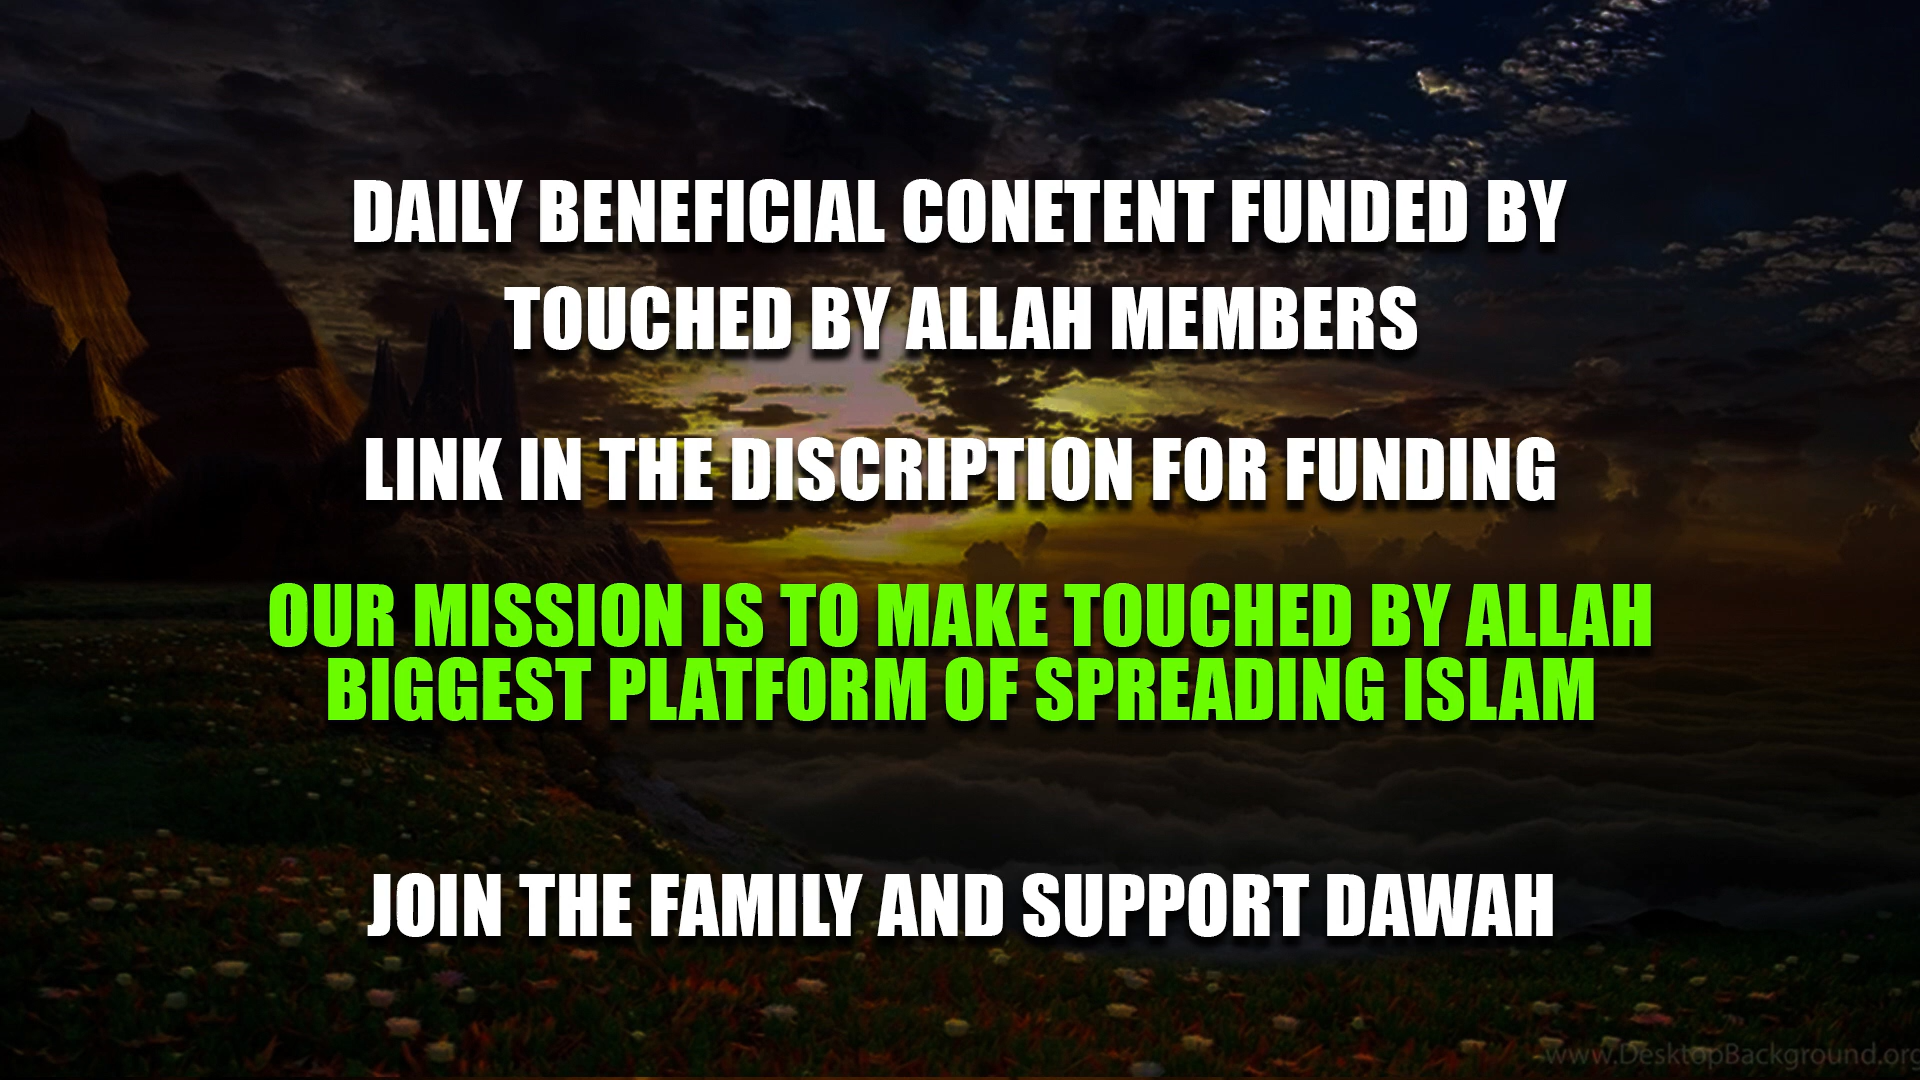 DAILY BENEFICIAL CONETENT FUNDED BY
TOUCHED BY ALLAH MEMBERS
LINK IN THE DISCRIPTION FOR FUNDING
OUR MISSION IS TO MAKE TOUCHED BY ALLAH
BIGGEST PLATFORM OF SPREADING ISLAM
JOIN THE FAMILY AND SUPPORT DAWAH
www.DesktopBackground.org